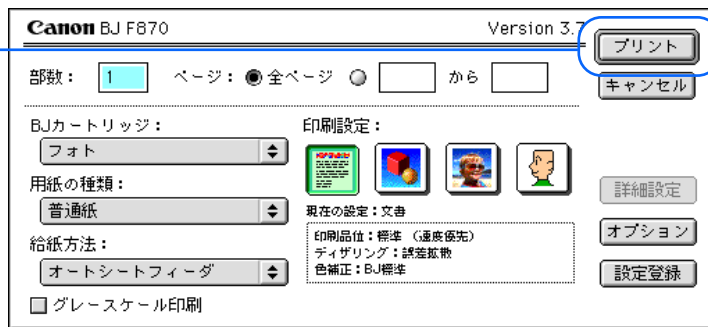 Canon BJ F870
Version 3.7
プリント
部数： 1 ページ： 全ページ から
キャンセル
BJカートリッジ：
フォト
用紙の種類：
普通紙
給紙方法：
オートシートフィーダ
グレースケール印刷
印刷設定：
現在の設定：文書
印刷品位：標準 （速度優先）
ディザリング：誤差拡散
色補正：BJ標準
詳細設定
オプション
設定登録